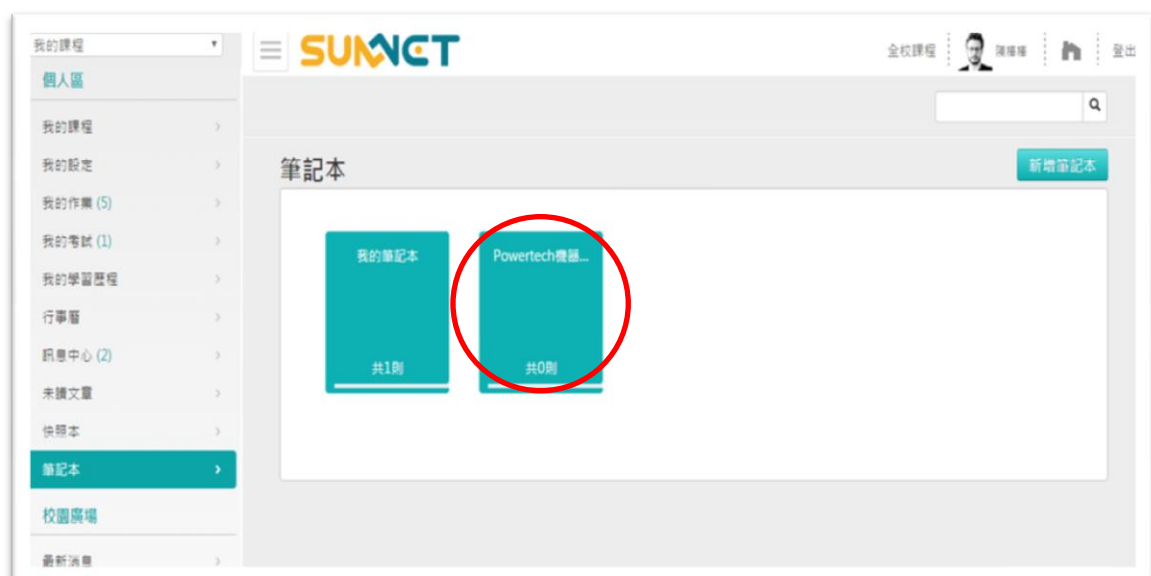 我的課程
SUNNET
全校課程
登出
個人區
我的課程
我的設定
我的作業 (5)
我的考試 (1)
我的學習歷程
行事曆
訊息中心 (2)
未讀文章
快照本
筆記本
校園廣場
最新消息
筆記本
新增筆記本
我的筆記本
共1則
Powertech機器...
共0則